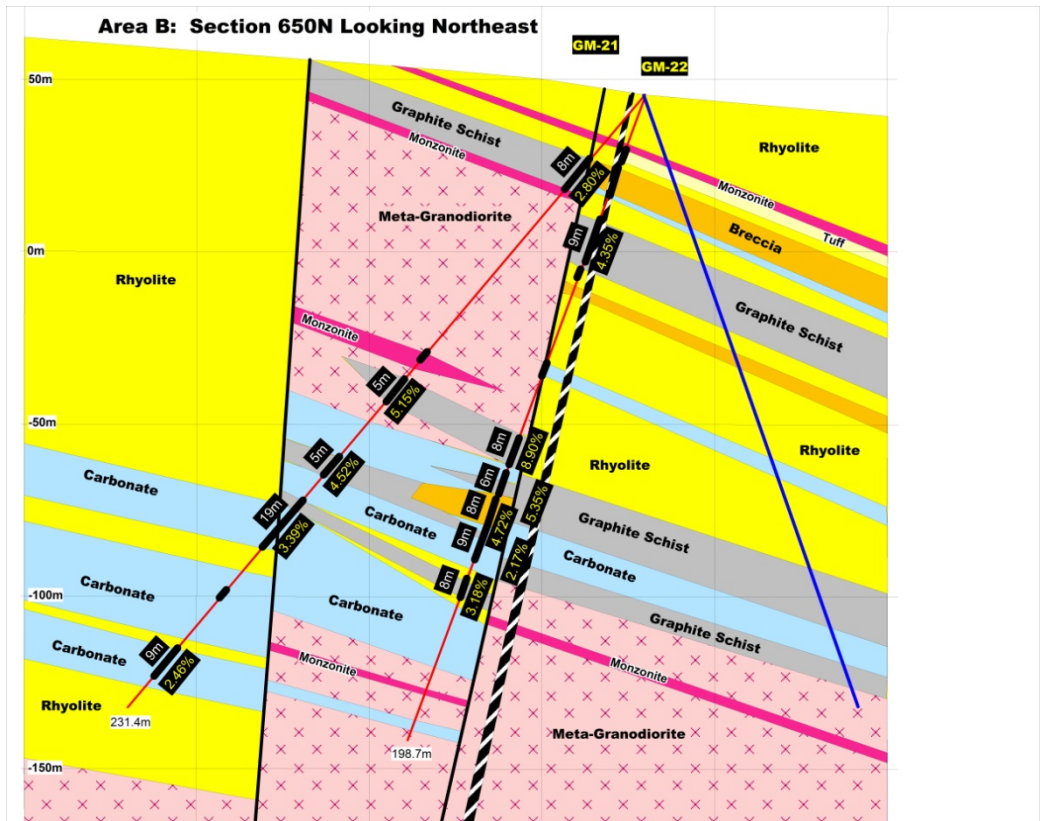 Area B:  Section 650N Looking Northeast
GM-21
GM-22
50m
Graphite Schist
Monzonite
8m
2.80%
Rhyolite
Monzonite
Tuff
Breccia
Meta-Granodiorite
9m
4.35%
0m
Rhyolite
Graphite Schist
Monzonite
5m
5.15%
-50m
8m
8.90%
5m
4.52%
6m
5.35%
Rhyolite
Rhyolite
Carbonate
19m
3.39%
Carbonate
8m
4.72%
9m
2.17%
Graphite Schist
Carbonate
8m
3.18%
-100m
Carbonate
Carbonate
Graphite Schist
Carbonate
9m
2.46%
Monzonite
Monzonite
Rhyolite
231.4m
198.7m
Meta-Granodiorite
-150m